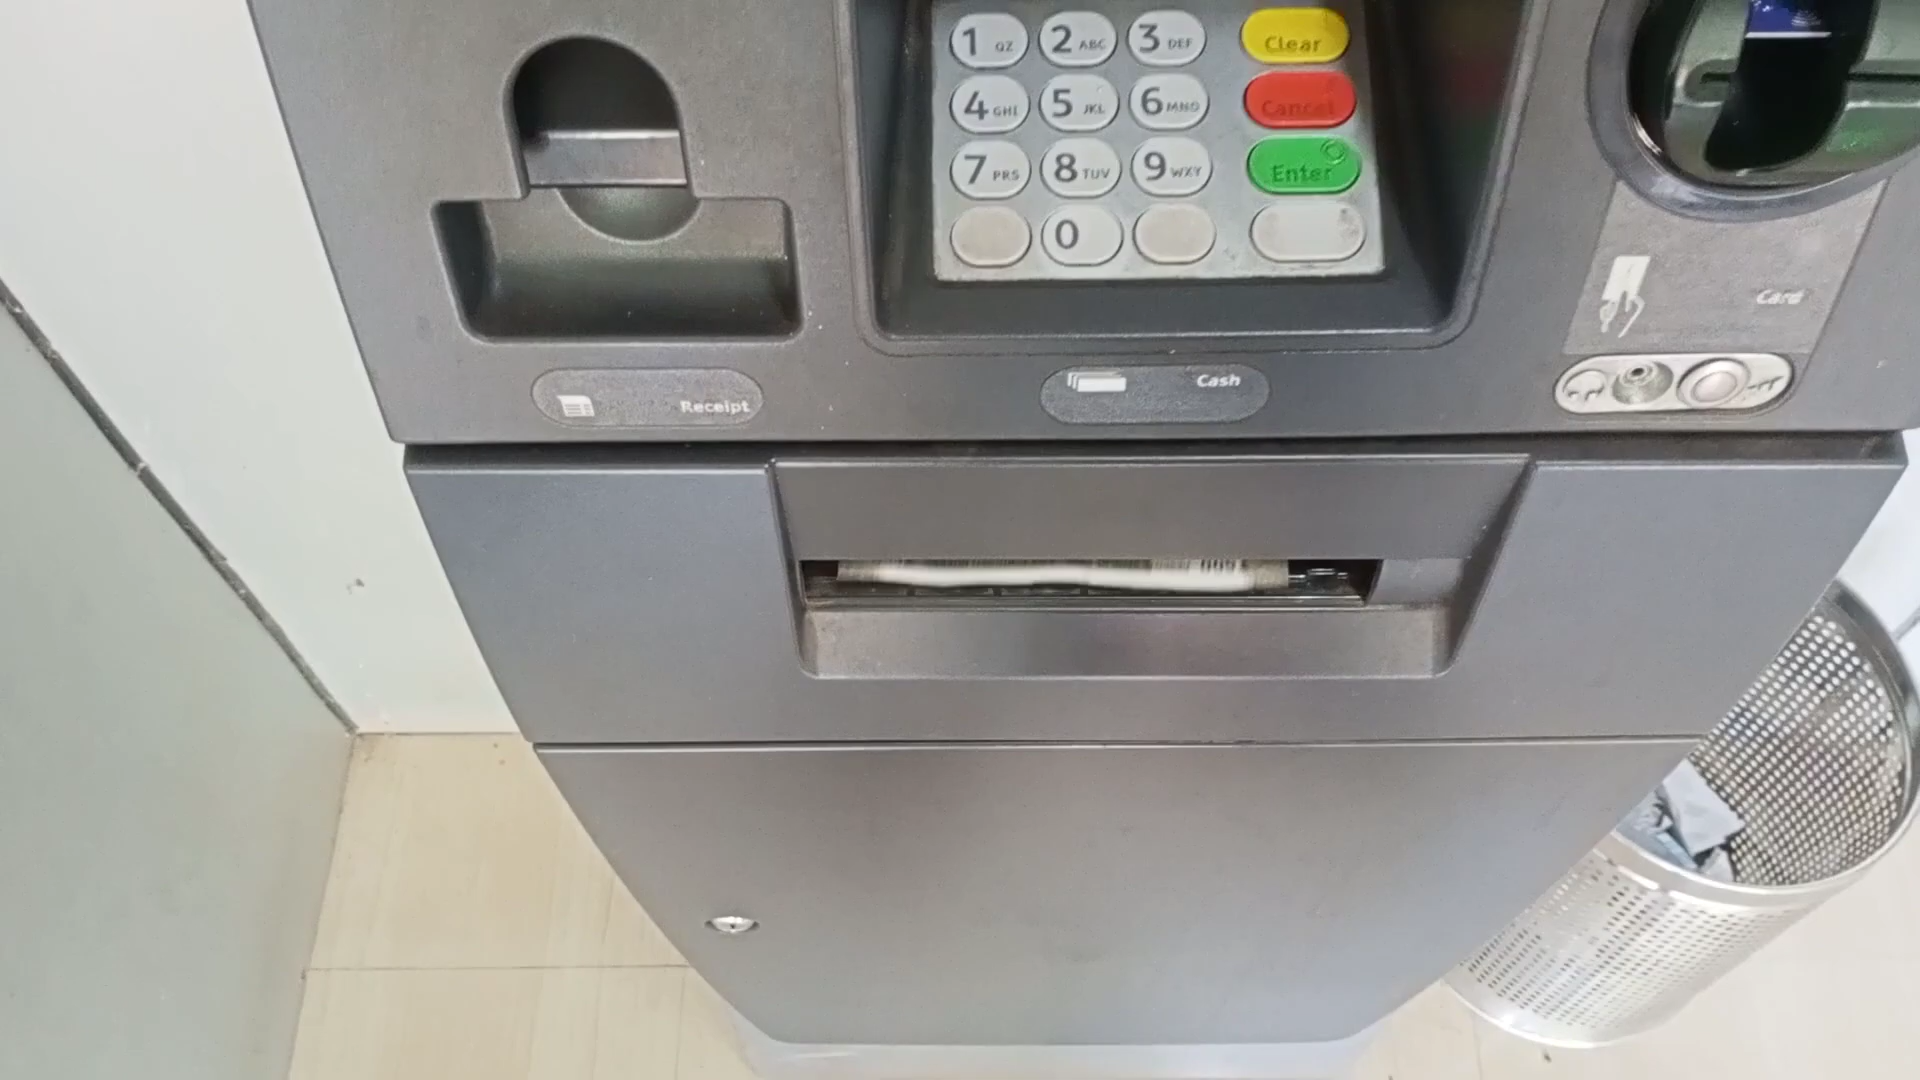 1 QZ 2 ABC 3 DEF Clear
4 GHI 5 JKL 6 MNO Cancel
7 PRS 8 TUV 9 WXY Enter
0
Card
Receipt
Cash